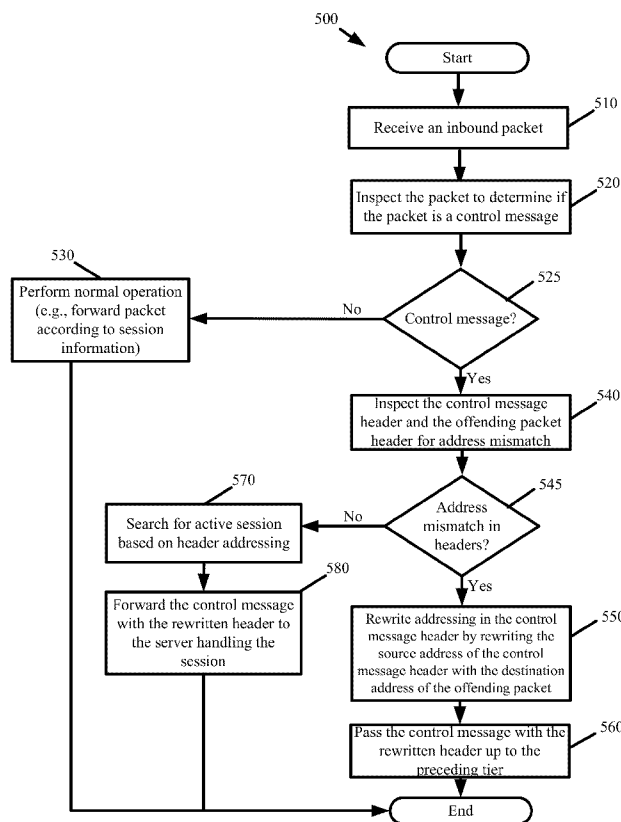 500
Start
510
Receive an inbound packet
520
Inspect the packet to determine if
the packet is a control message
530
Perform normal operation
(e.g., forward packet
according to session
information)
525
No
Control message?
Yes
540
Inspect the control message
header and the offending packet
header for address mismatch
570
545
Search for active session
based on header addressing
No
Address
mismatch in
headers?
580
Yes
Forward the control message
with the rewritten header to
the server handling the
session
550
Rewrite addressing in the control
message header by rewriting the
source address of the control
message header with the destination
address of the offending packet
560
Pass the control message with the
rewritten header up to the
preceding tier
End